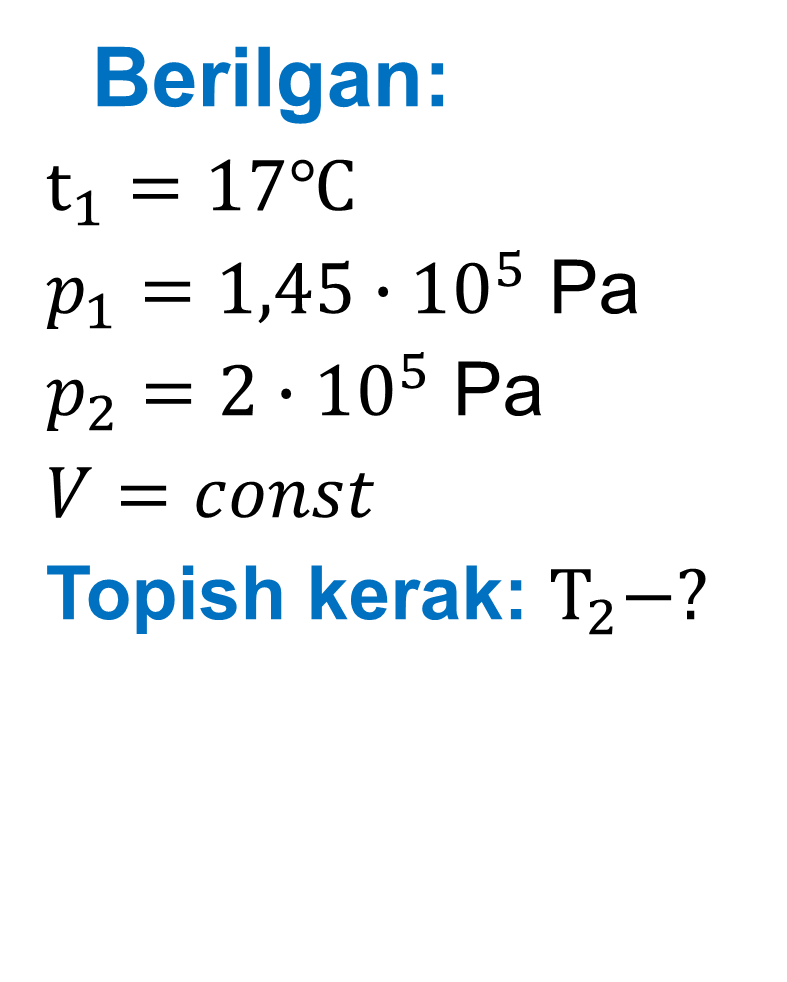 Berilgan:
t₁ = 17℃
p₁ = 1,45 · 10⁵ Pa
p₂ = 2 · 10⁵ Pa
V = const
Topish kerak: T₂−?